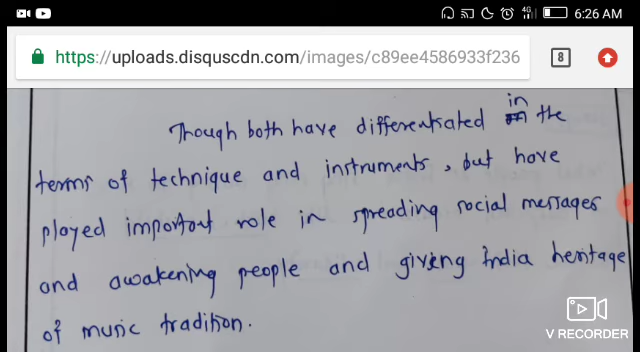 4G 6:26 AM
https://uploads.disquscdn.com/images/c89ee4586933f236 8
Though both have differentiated in the
terms of technique and instruments, but have
played important role in spreading social messages
and awakening people and giving India heritage
of music tradition.
V RECORDER